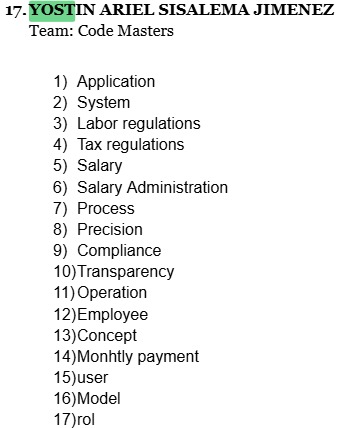 17. YOSTIN ARIEL SISALEMA JIMENEZ
Team: Code Masters
1) Application
2) System
3) Labor regulations
4) Tax regulations
5) Salary
6) Salary Administration
7) Process
8) Precision
9) Compliance
10)Transparency
11)Operation
12)Employee
13)Concept
14)Monhtly payment
15)user
16)Model
17)rol